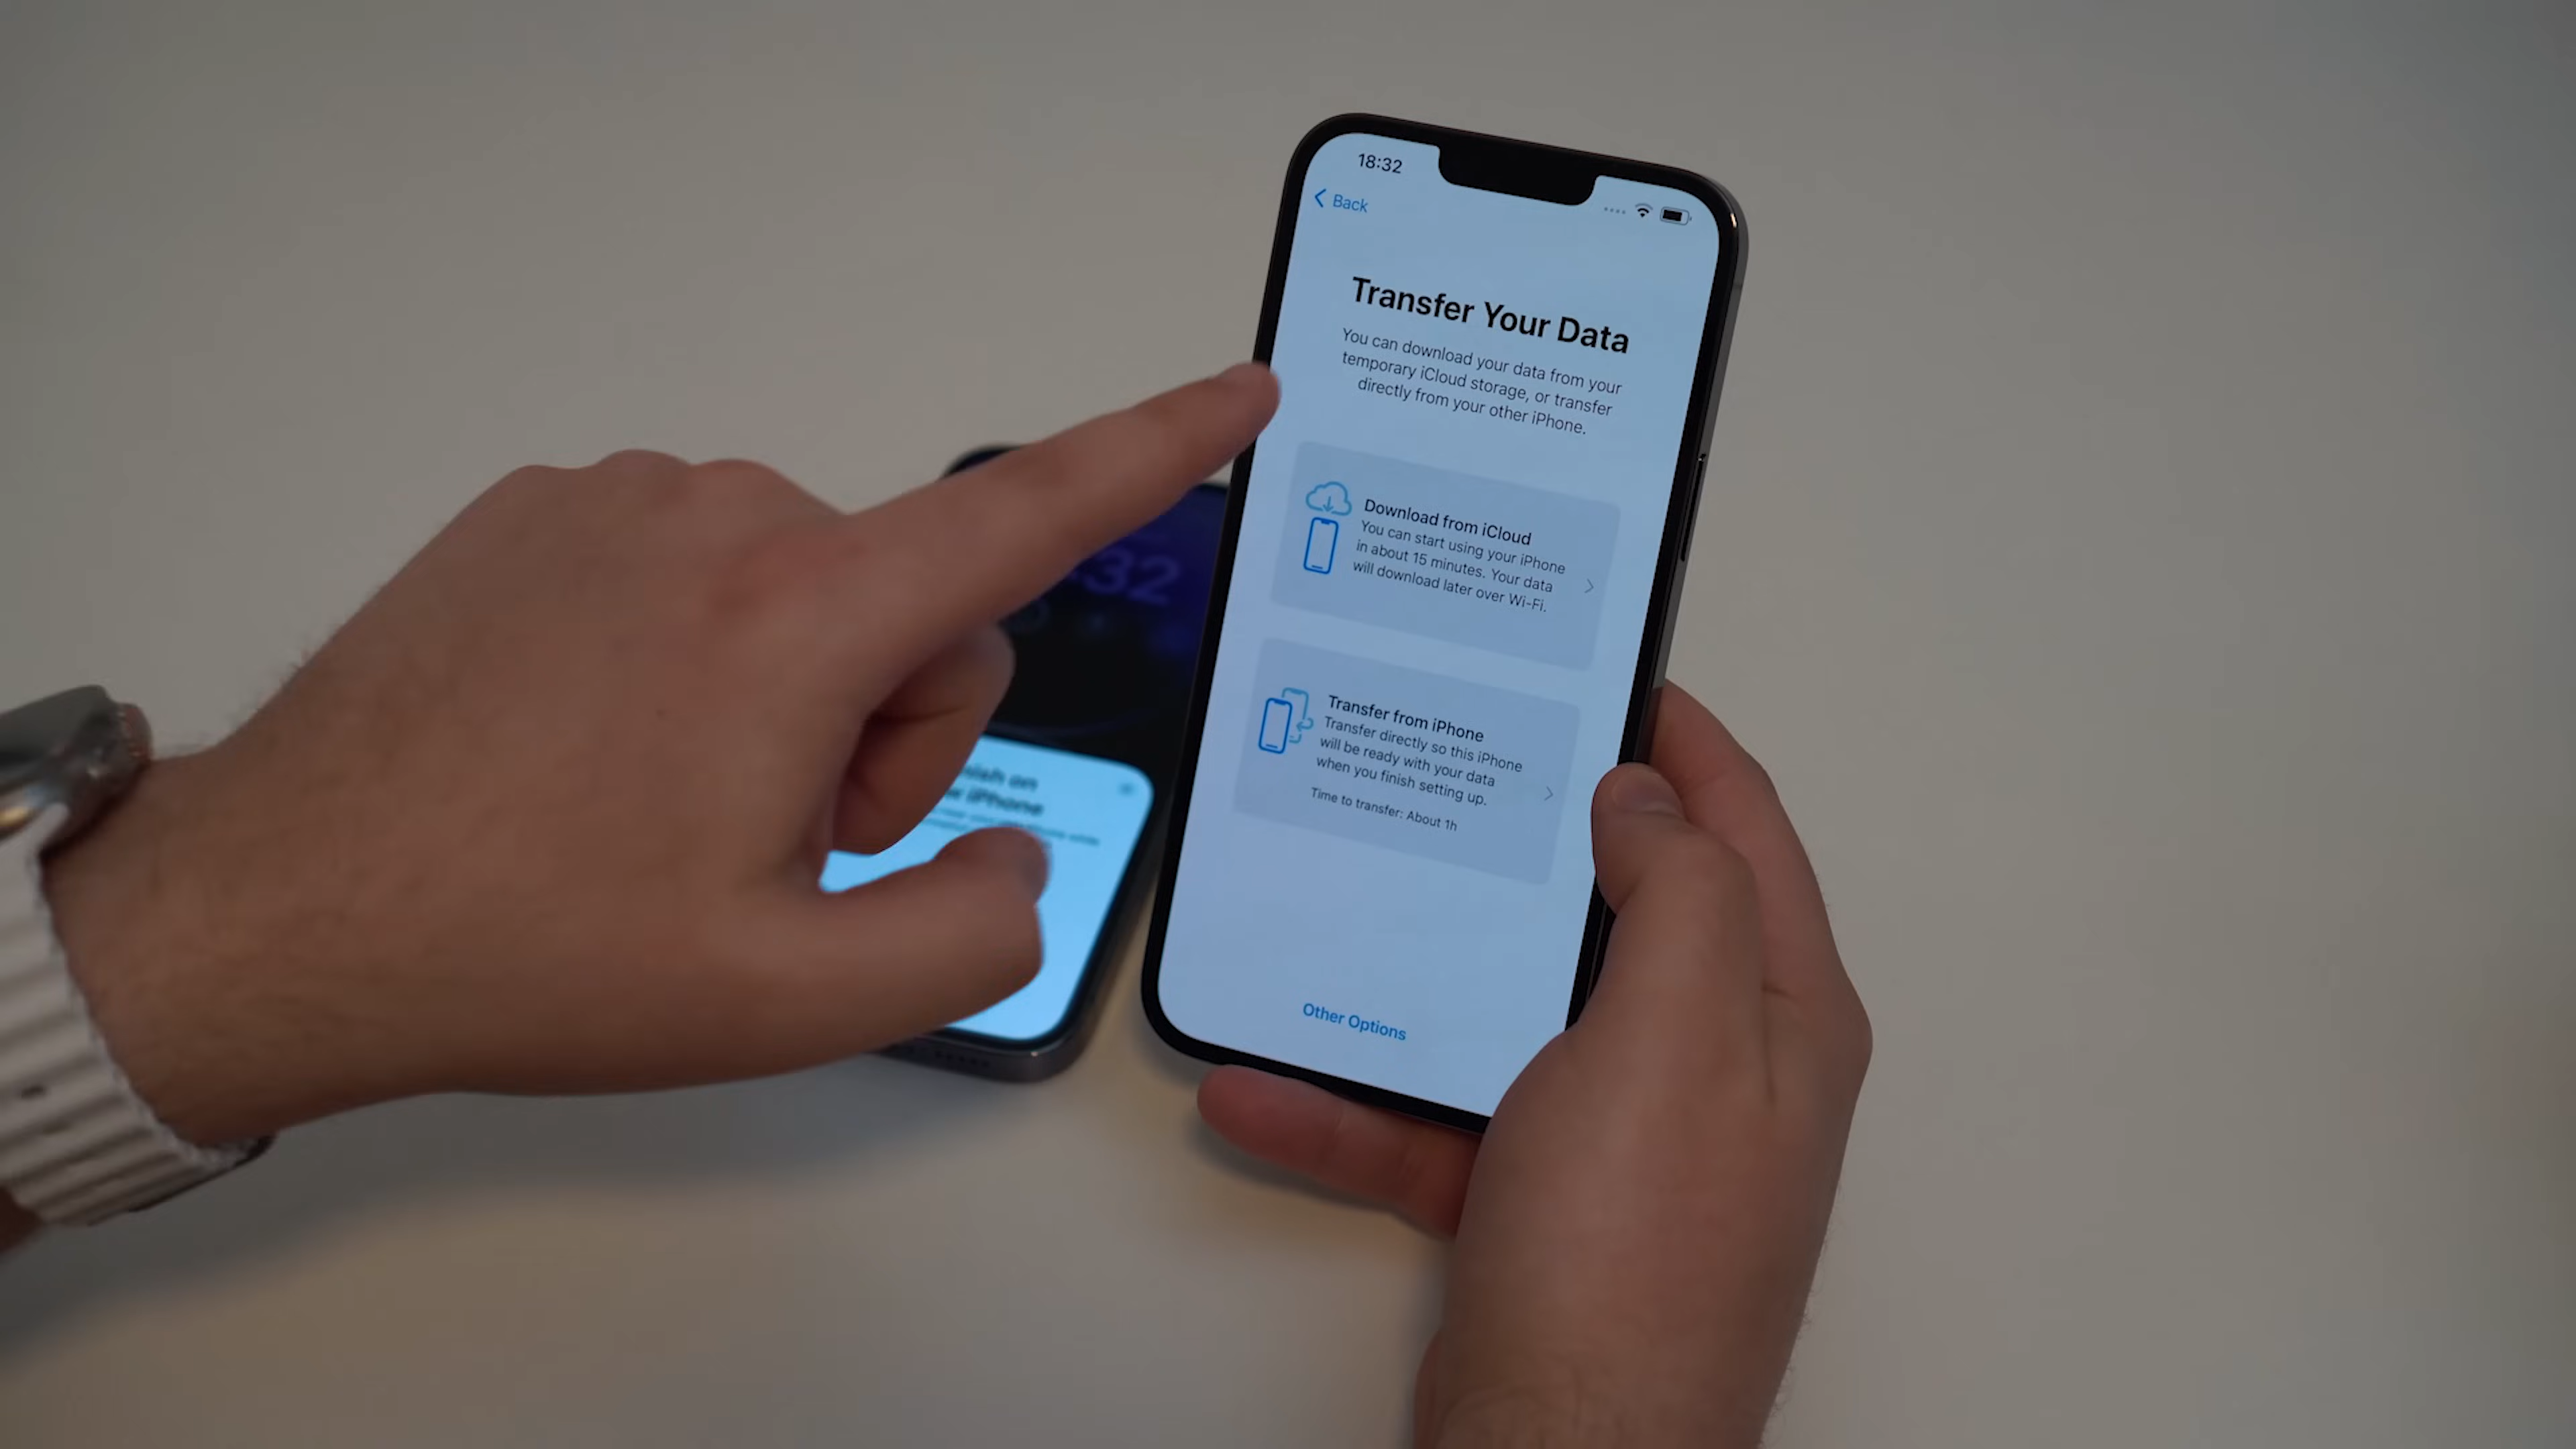 18:32
Back
Transfer Your Data
You can download your data from your
temporary iCloud storage, or transfer
directly from your other iPhone.
Download from iCloud
You can start using your iPhone
in about 15 minutes. Your data
will download later over Wi-Fi.
Transfer from iPhone
Transfer directly so this iPhone
will be ready with your data
when you finish setting up.
Time to transfer: About 1h
Other Options
:32
on
iPhone